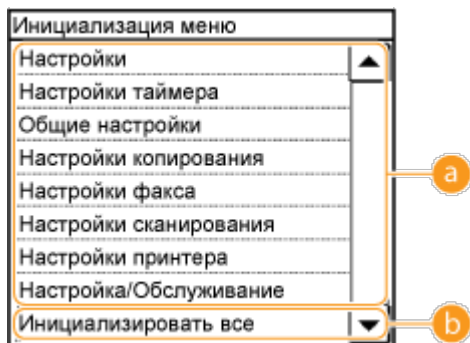 Инициализация меню
Настройки
Настройки таймера
Общие настройки
Настройки копирования
Настройки факса
Настройки сканирования
Настройки принтера
Настройка/Обслуживание
Инициализировать все
a
b